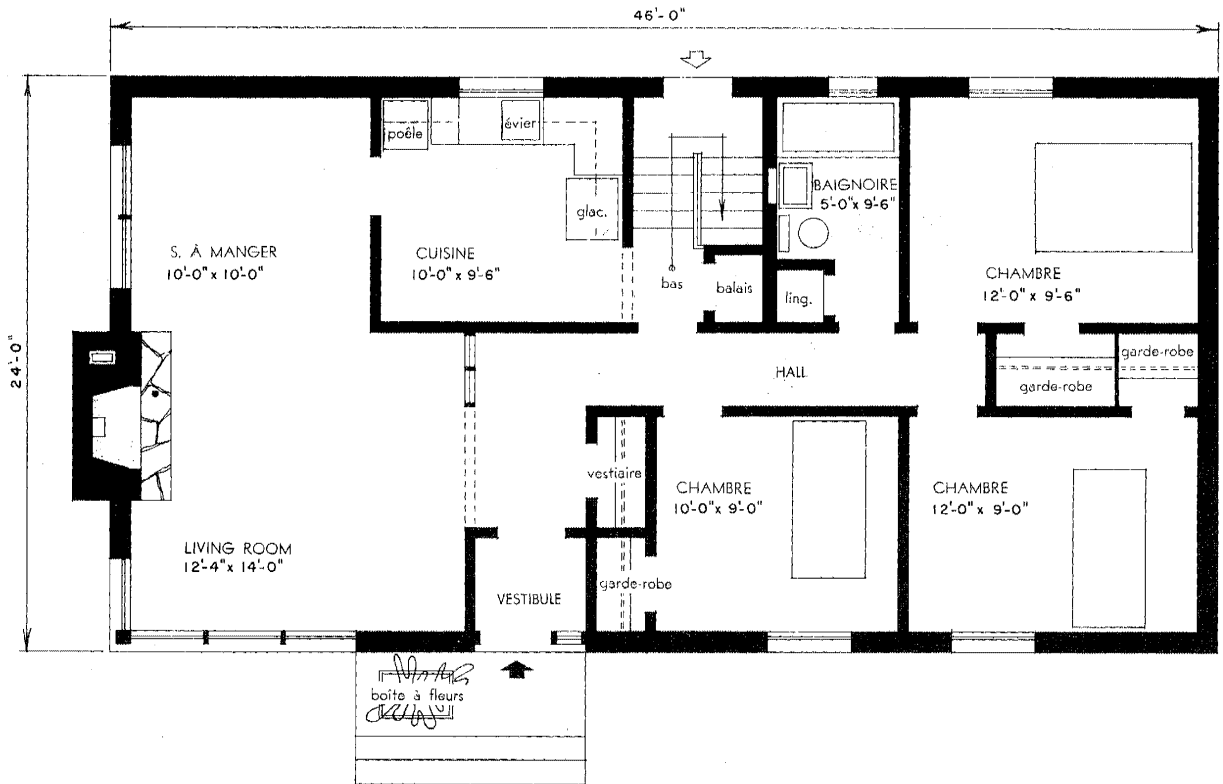 46'-0"
24'-0"
poêle
évier
glac.
S. À MANGER
10'-0" x 10'-0"
CUISINE
10'-0" x 9'-6"
bas
balais
BAIGNOIRE
5'-0" x 9'-6"
ling.
CHAMBRE
12'-0" x 9'-6"
HALL
garde-robe
garde-robe
vestiaire
CHAMBRE
10'-0" x 9'-0"
CHAMBRE
12'-0" x 9'-0"
LIVING ROOM
12'-4" x 14'-0"
VESTIBULE
garde-robe
boîte à fleurs